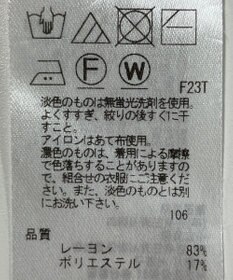 F W
F23T
淡色のものは無蛍光洗剤を使用。
よくすすぎ、絞りの後すぐに干
すこと。
アイロンはあて布使用。
濃色のものは、着用による摩擦
で色落ちすることがありますの
で、組合せの衣服にご注意くださ
い。また、淡色のものとは別
にお洗い下さい。
106
品質
レーヨン 83%
ポリエステル 17%